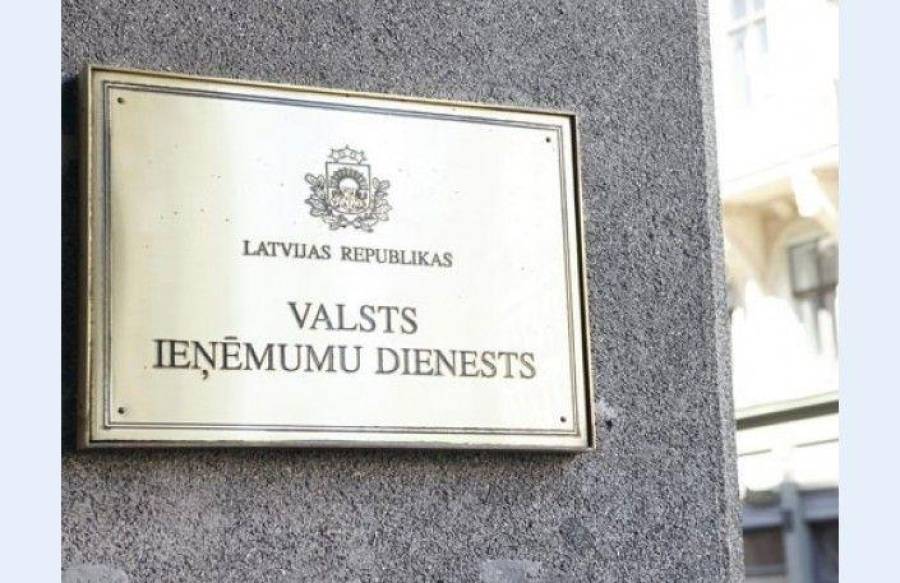 LATVIJAS REPUBLIKAS
VALSTS
IEŅĒMUMU DIENESTS